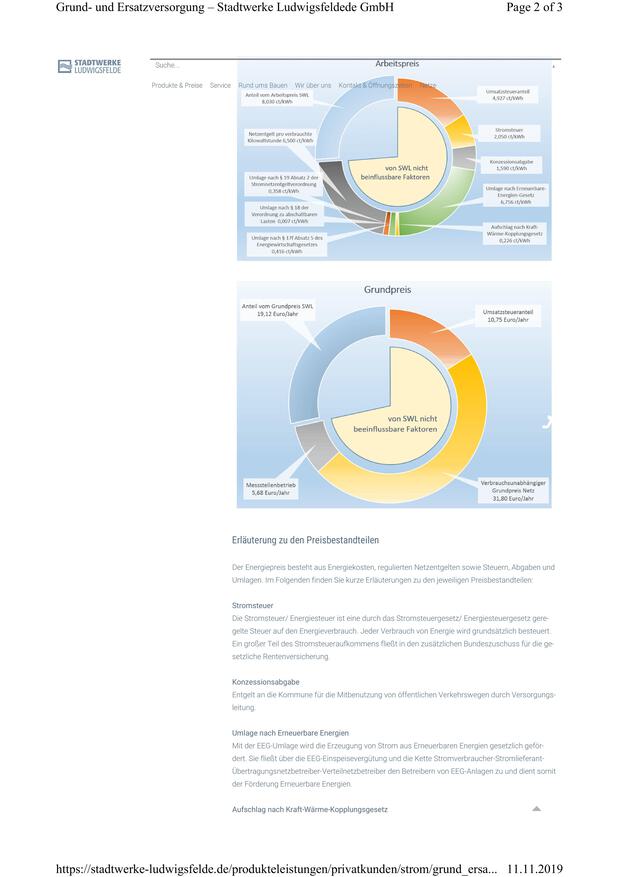 Grund- und Ersatzversorgung – Stadtwerke Ludwigsfeldede GmbH
Page 2 of 3
STADTWERKE
LUDWIGSFELDE
Suche...
Produkte & Preise Service Rund ums Bauen Wir über uns Kontakt & Öffnungszeiten Netze
Arbeitspreis
Anteil vom Arbeitspreis SWL
8,030 ct/kWh
Umsatzsteueranteil
4,927 ct/kWh
Netzentgelt pro verbrauchte
Kilowattstunde 6,500 ct/kWh
Stromsteuer
2,050 ct/kWh
Konzessionsabgabe
1,590 ct/kWh
von SWL nicht
beinflussbare Faktoren
Umlage nach § 19 Absatz 2 der
Stromnetzentgeltverordnung
0,358 ct/kWh
Umlage nach Erneuerbare-
Energien-Gesetz
6,756 ct/kWh
Umlage nach § 18 der
Verordnung zu abschaltbaren
Lasten 0,007 ct/kWh
Umlage nach § 17f Absatz 5 des
Energiewirtschaftsgesetzes
0,416 ct/kWh
Aufschlag nach Kraft-
Wärme-Kopplungsgesetz
0,226 ct/kWh
Grundpreis
Anteil vom Grundpreis SWL
19,12 Euro/Jahr
Umsatzsteueranteil
10,75 Euro/Jahr
von SWL nicht
beeinflussbare Faktoren
Messstellenbetrieb
5,68 Euro/Jahr
Verbrauchsunabhängiger
Grundpreis Netz
31,80 Euro/Jahr
Erläuterung zu den Preisbestandteilen
Der Energiepreis besteht aus Energiekosten, regulierten Netzentgelten sowie Steuern, Abgaben und
Umlagen. Im Folgenden finden Sie kurze Erläuterungen zu den jeweiligen Preisbestandteilen:
Stromsteuer
Die Stromsteuer/ Energiesteuer ist eine durch das Stromsteuergesetz/ Energiesteuergesetz gere-
gelte Steuer auf den Energieverbrauch. Jeder Verbrauch von Energie wird grundsätzlich besteuert.
Ein großer Teil des Stromsteueraufkommens fließt in den zusätzlichen Bundeszuschuss für die ge-
setzliche Rentenversicherung.
Konzessionsabgabe
Entgelt an die Kommune für die Mitbenutzung von öffentlichen Verkehrswegen durch Versorgungs-
leitung.
Umlage nach Erneuerbare Energien
Mit der EEG-Umlage wird die Erzeugung von Strom aus Erneuerbaren Energien gesetzlich geför-
dert. Sie fließt über die EEG-Einspeisevergütung und die Kette Stromverbraucher-Stromlieferant-
Übertragungsnetzbetreiber-Verteilnetzbetreiber den Betreibern von EEG-Anlagen zu und dient somit
der Förderung Erneuerbare Energien.
Aufschlag nach Kraft-Wärme-Kopplungsgesetz
https://stadtwerke-ludwigsfelde.de/produkteleistungen/privatkunden/strom/grund_ersa... 11.11.2019